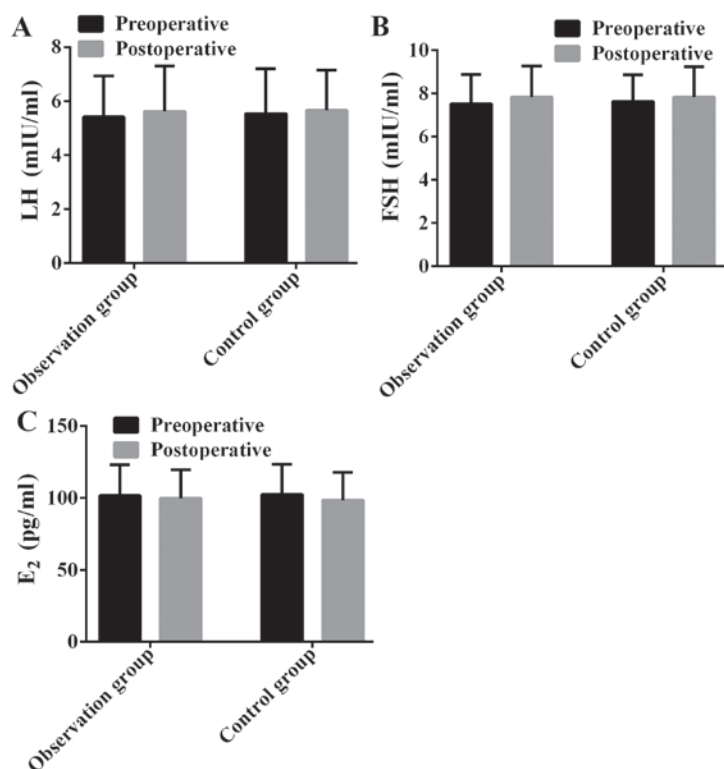 A
Preoperative
Postoperative
LH (mIU/ml)
8
6
4
2
0
Observation group
Control group
B
Preoperative
Postoperative
FSH (mIU/ml)
10
8
6
4
2
0
Observation group
Control group
C
Preoperative
Postoperative
E₂ (pg/ml)
150
100
50
0
Observation group
Control group